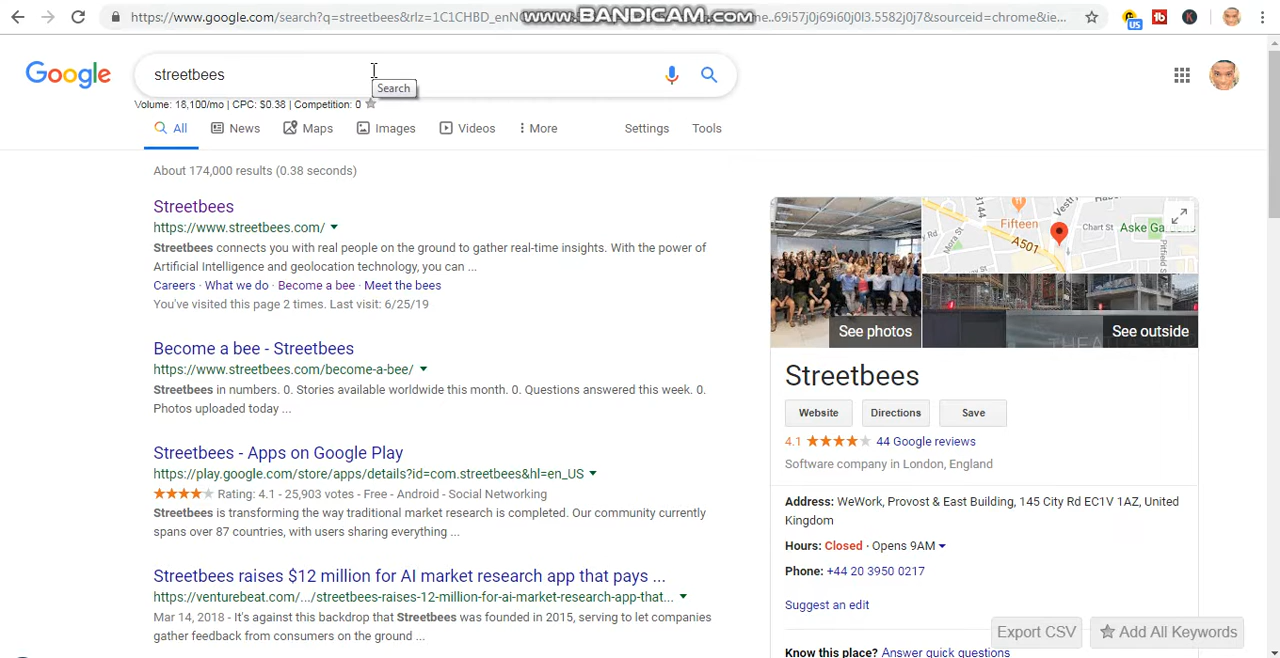 https://www.google.com/search?q=streetbees&rlz=1C1CHBD_enN
www.BANDICAM.com
me..69i57j0j69i60j0l3.5582j0j7&sourceid=chrome&ie...
US
Google
streetbees
Search
Volume: 18,100/mo | CPC: $0.38 | Competition: 0
All
News
Maps
Images
Videos
More
Settings
Tools
About 174,000 results (0.38 seconds)
Streetbees
https://www.streetbees.com/
Streetbees connects you with real people on the ground to gather real-time insights. With the power of
Artificial Intelligence and geolocation technology, you can ...
Careers · What we do · Become a bee · Meet the bees
You've visited this page 2 times. Last visit: 6/25/19
Become a bee - Streetbees
https://www.streetbees.com/become-a-bee/
Streetbees in numbers. 0. Stories available worldwide this month. 0. Questions answered this week. 0.
Photos uploaded today ...
Streetbees - Apps on Google Play
https://play.google.com/store/apps/details?id=com.streetbees&hl=en_US
Rating: 4.1 - 25,903 votes - Free - Android - Social Networking
Streetbees is transforming the way traditional market research is completed. Our community currently
spans over 87 countries, with users sharing everything ...
Streetbees raises $12 million for AI market research app that pays ...
https://venturebeat.com/.../streetbees-raises-12-million-for-ai-market-research-app-that...
Mar 14, 2018 - It's against this backdrop that Streetbees was founded in 2015, serving to let companies
gather feedback from consumers on the ground ...
Fifteen
A501
Chart St
Aske
Mora St
Pitfield St
See photos
See outside
Streetbees
Website
Directions
Save
4.1
44 Google reviews
Software company in London, England
Address: WeWork, Provost & East Building, 145 City Rd EC1V 1AZ, United
Kingdom
Hours: Closed · Opens 9AM
Phone: +44 20 3950 0217
Suggest an edit
Export CSV
Add All Keywords
Know this place? Answer quick questions